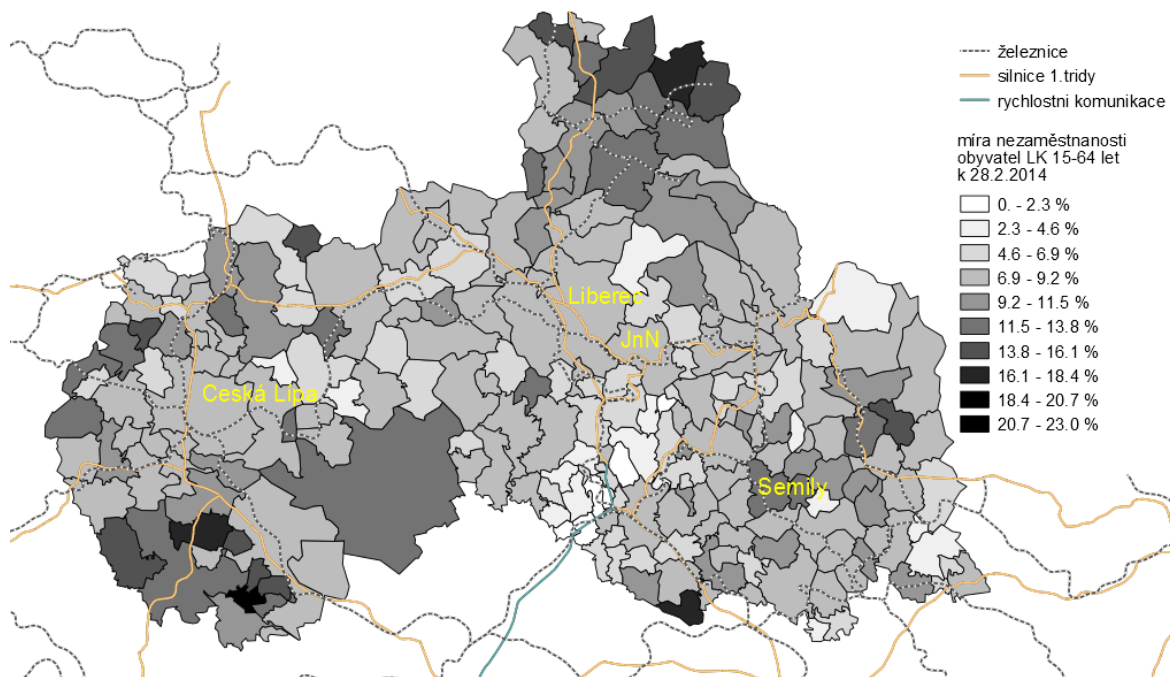 železnice
silnice 1.tridy
rychlostni komunikace
míra nezaměstnanosti
obyvatel LK 15-64 let
k 28.2.2014
0. - 2.3 %
2.3 - 4.6 %
4.6 - 6.9 %
6.9 - 9.2 %
9.2 - 11.5 %
11.5 - 13.8 %
13.8 - 16.1 %
16.1 - 18.4 %
18.4 - 20.7 %
20.7 - 23.0 %
Liberec
JnN
Česká Lípa
Semily